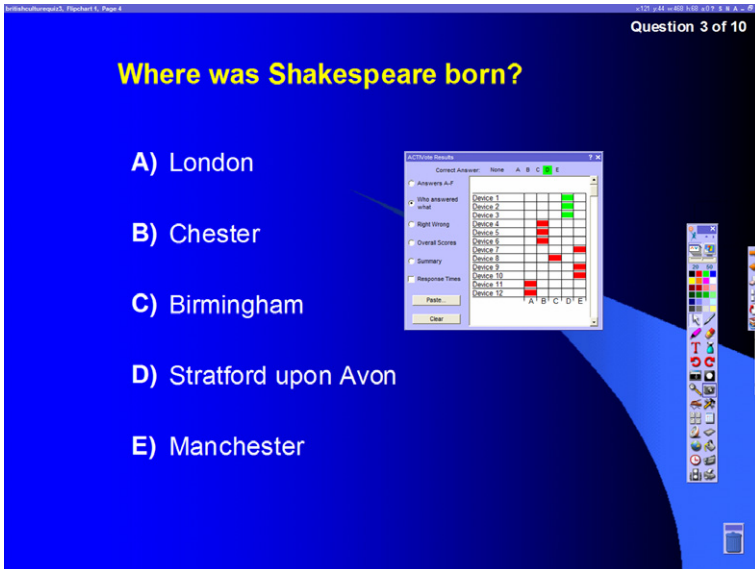 britishculturequiz3, Flipchart 1, Page 4
Question 3 of 10
Where was Shakespeare born?
A) London
B) Chester
C) Birmingham
D) Stratford upon Avon
E) Manchester
ACTIVote Results
Correct Answer: None A B C D E
Answers A-F
Who answered what
Right Wrong
Overall Scores
Summary
Response Times
Paste...
Clear
Device 1
Device 2
Device 3
Device 4
Device 5
Device 6
Device 7
Device 8
Device 9
Device 10
Device 11
Device 12
A B C D E